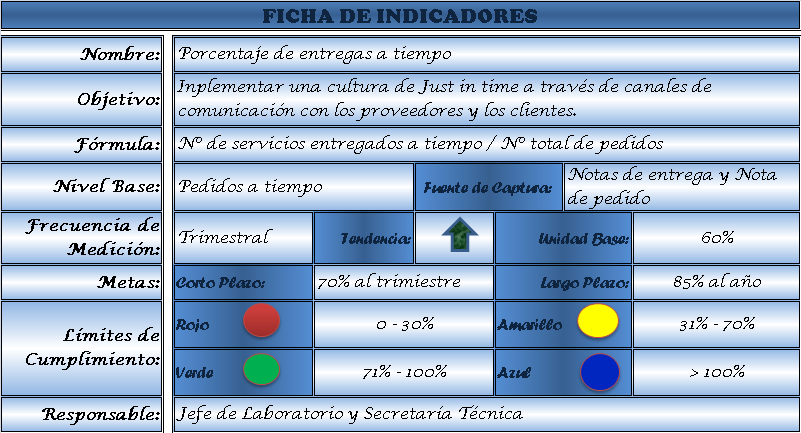 FICHA DE INDICADORES
Nombre: Porcentaje de entregas a tiempo
Objetivo: Inplementar una cultura de Just in time a través de canales de
comunicación con los proveedores y los clientes.
Fórmula: Nº de servicios entregados a tiempo / Nº total de pedidos
Nivel Base: Pedidos a tiempo Fuente de Captura: Notas de entrega y Nota
de pedido
Frecuencia de
Medición: Trimestral Tendencia: Unidad Base: 60%
Metas: Corto Plazo: 70% al trimiestre Largo Plazo: 85% al año
Límites de
Cumplimiento:
Rojo 0 - 30% Amarillo 31% - 70%
Verde 71% - 100% Azul > 100%
Responsable: Jefe de Laboratorio y Secretaría Técnica